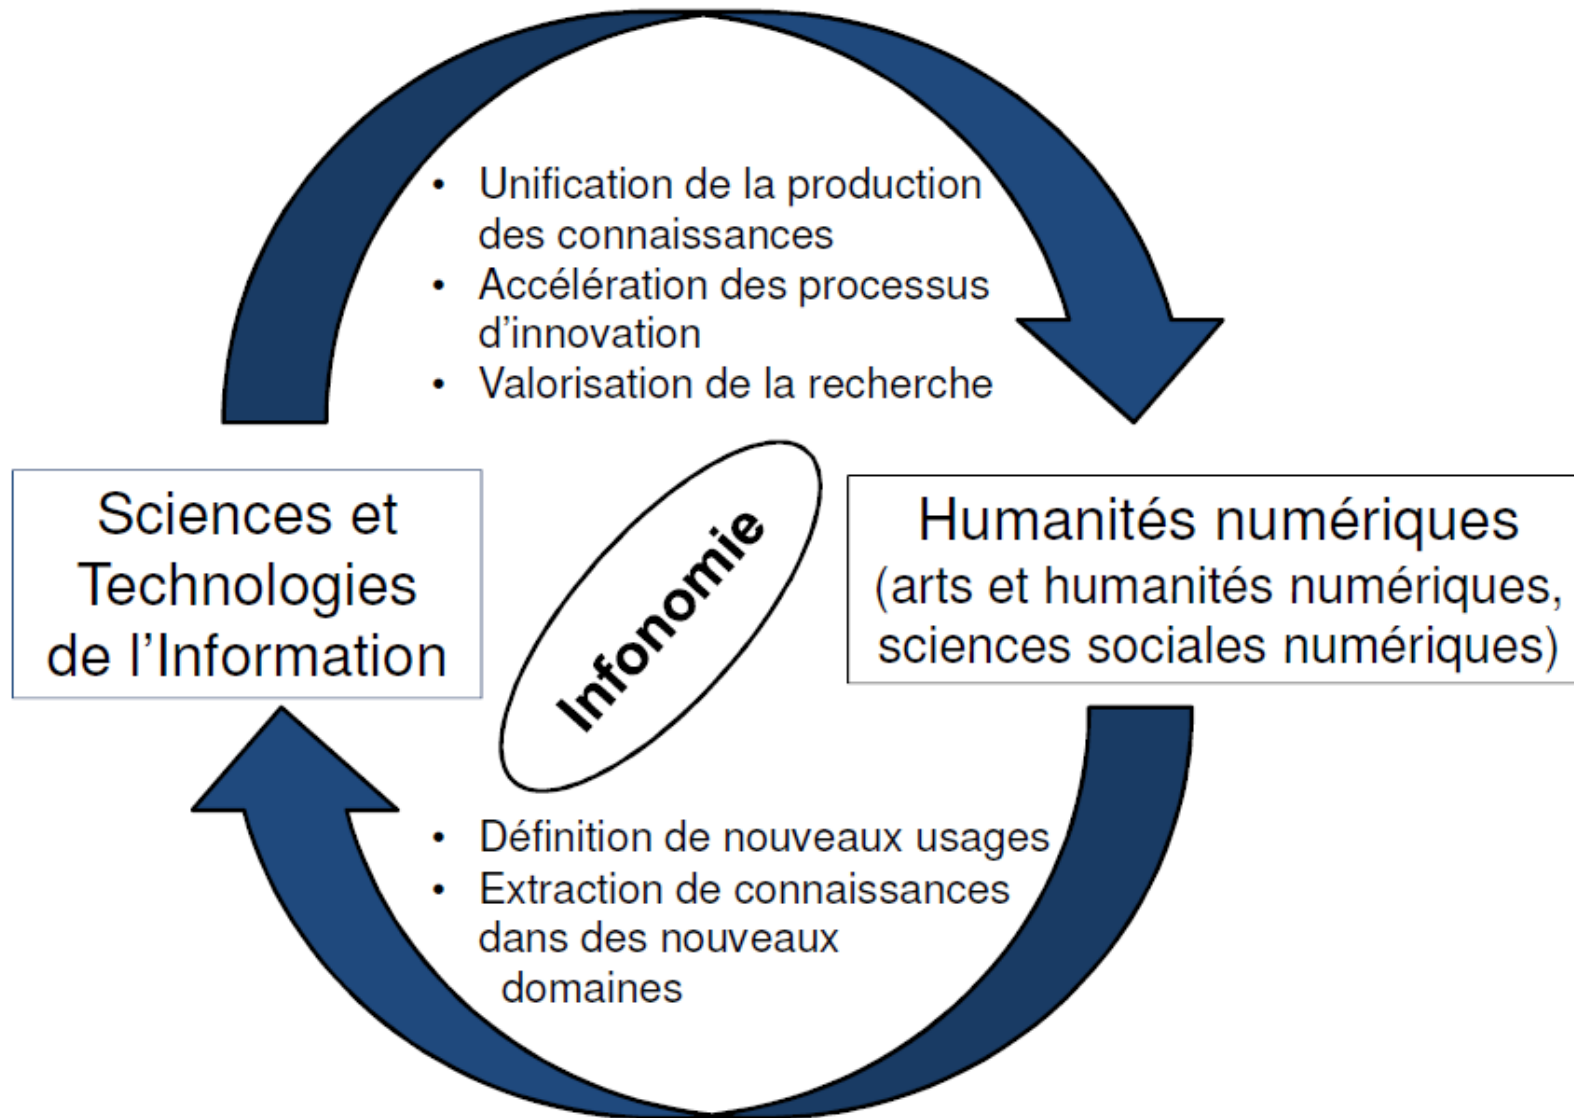 • Unification de la production
des connaissances
• Accélération des processus
d'innovation
• Valorisation de la recherche
Sciences et
Technologies
de l'Information
Infonomie
Humanités numériques
(arts et humanités numériques,
sciences sociales numériques)
• Définition de nouveaux usages
• Extraction de connaissances
dans des nouveaux
domaines